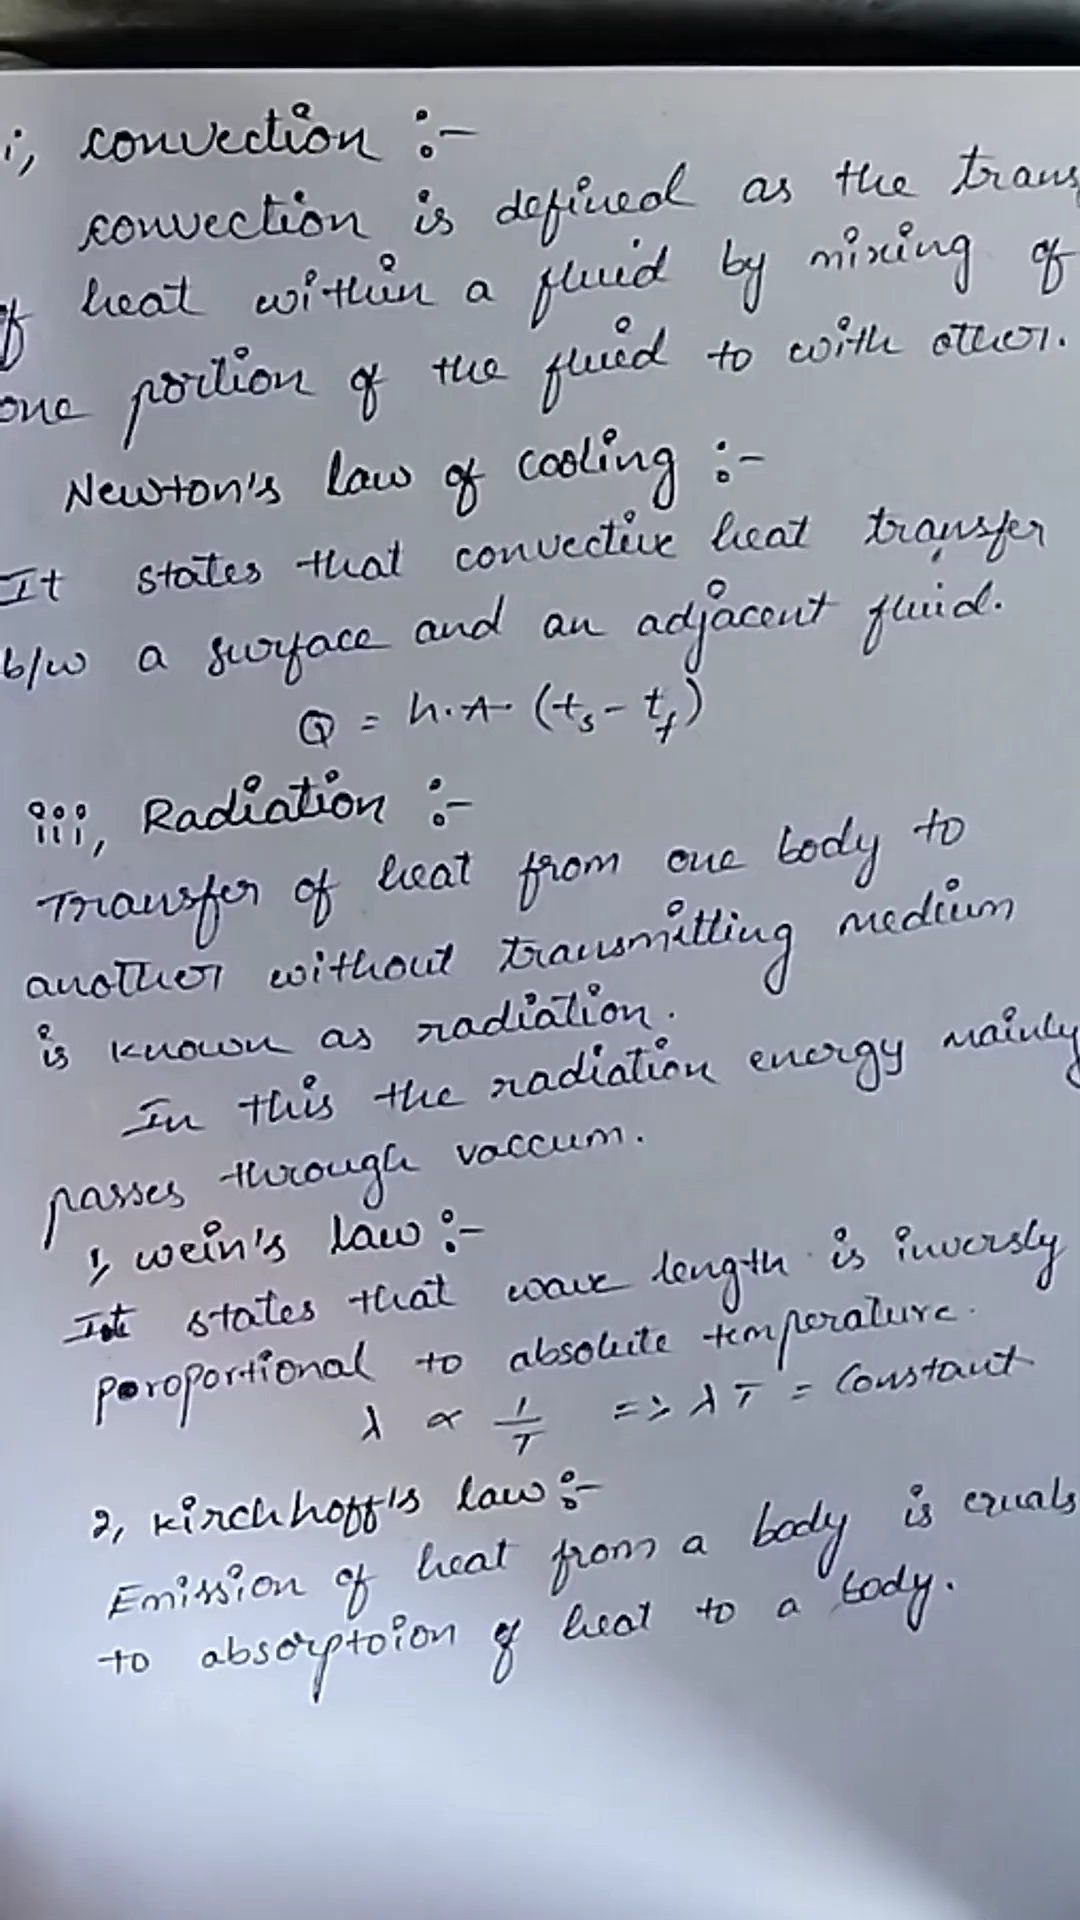 i, convection :-
convection is defined as the trans
of heat within a fluid by mixing of
one portion of the fluid to with other.
Newton's law of cooling :-
It states that convective heat transfer
b/w a surface and an adjacent fluid.
Q = h.A (ts - tf)
iii, Radiation :-
Transfer of heat from one body to
another without transmitting medium
is known as radiation.
In this the radiation energy mainly
passes through vaccum.
1, wein's law :-
It states that wave length is inversly
poroportional to absolute temperature.
λ ∝ 1/T => λT = constant
2, Kirchhoff's law :-
Emission of heat from a body is equals
to absorptoion of heat to a body.